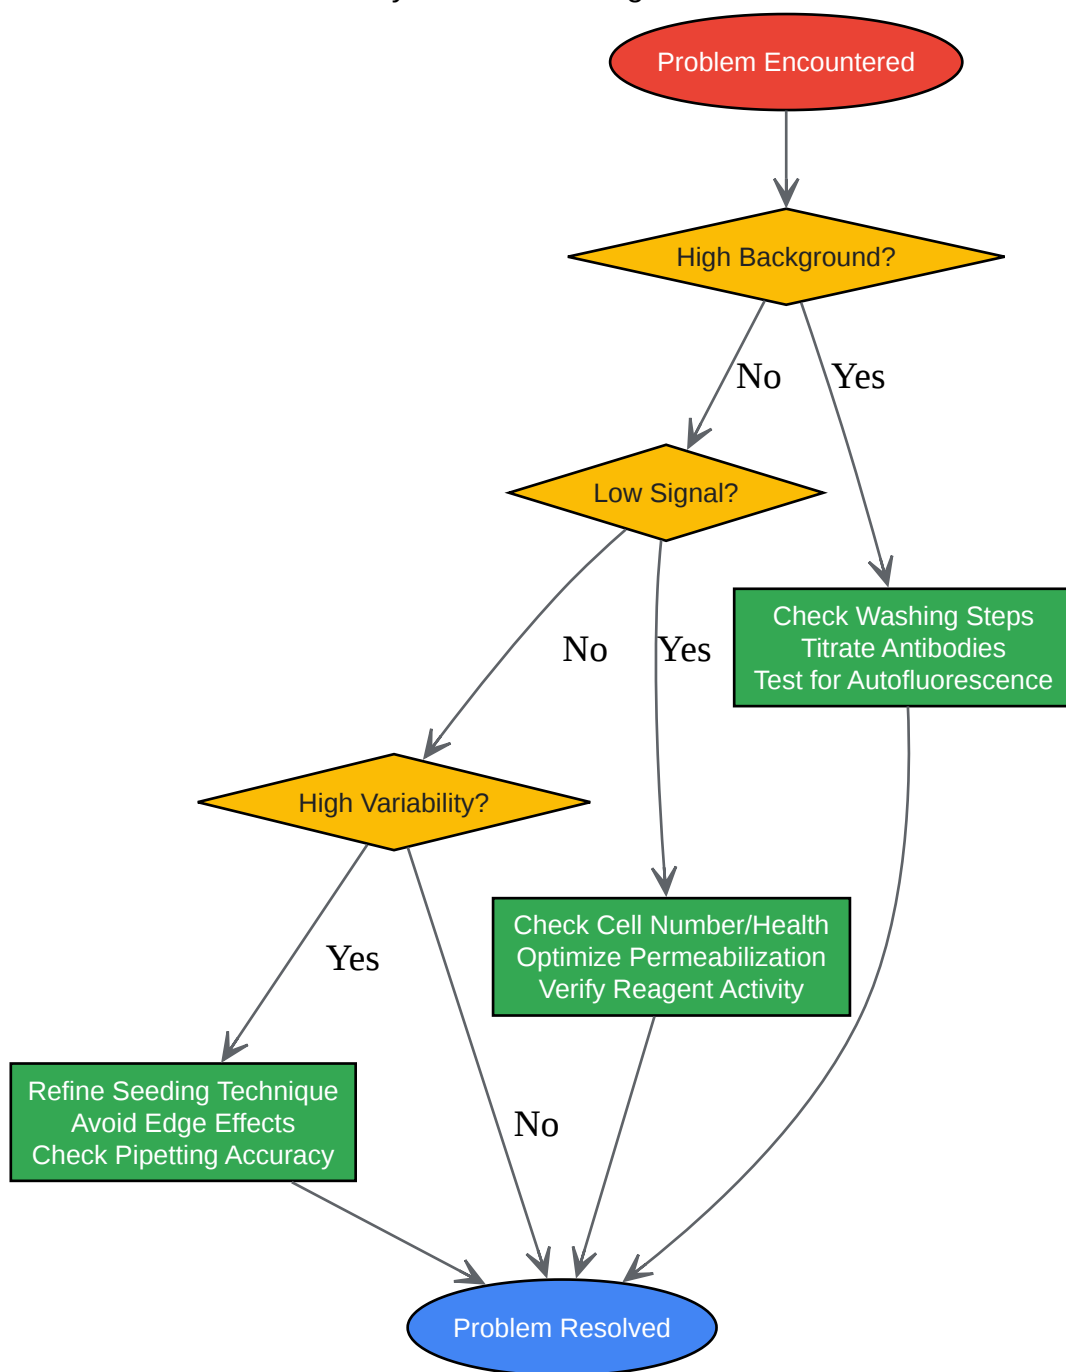 Problem Encountered
High Background?
No
Yes
Low Signal?
Check Washing Steps
Titrate Antibodies
Test for Autofluorescence
No
Yes
High Variability?
Check Cell Number/Health
Optimize Permeabilization
Verify Reagent Activity
Yes
Refine Seeding Technique
Avoid Edge Effects
Check Pipetting Accuracy
No
Problem Resolved